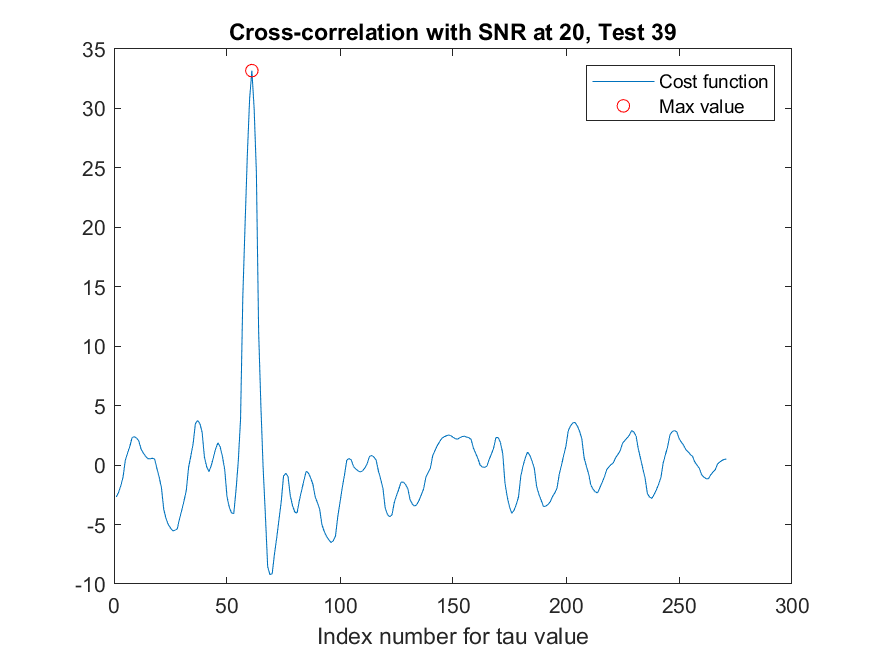 Cross-correlation with SNR at 20, Test 39
35
30
25
20
15
10
5
0
-5
-10
Cost function
Max value
0 50 100 150 200 250 300
Index number for tau value